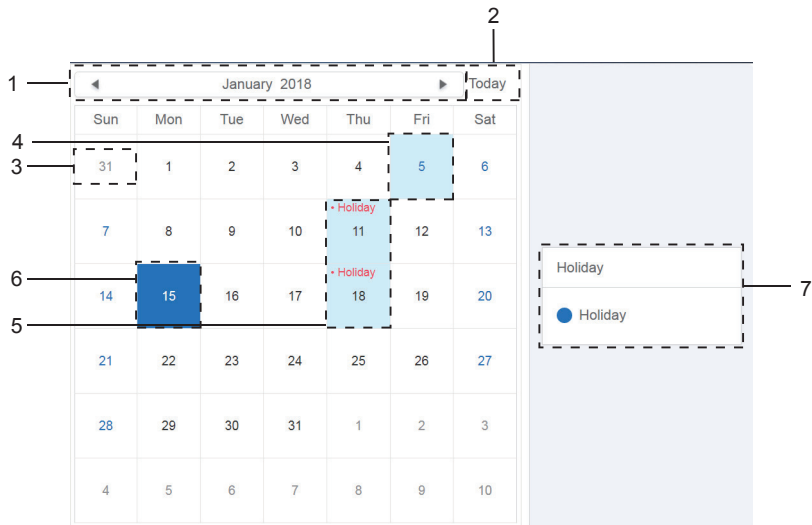 2
1
January 2018
Today
Sun Mon Tue Wed Thu Fri Sat
4
3
31 1 2 3 4 5 6
• Holiday
7 8 9 10 11 12 13
6
• Holiday
14 15 16 17 18 19 20
5
21 22 23 24 25 26 27
28 29 30 31 1 2 3
4 5 6 7 8 9 10
Holiday
7
Holiday